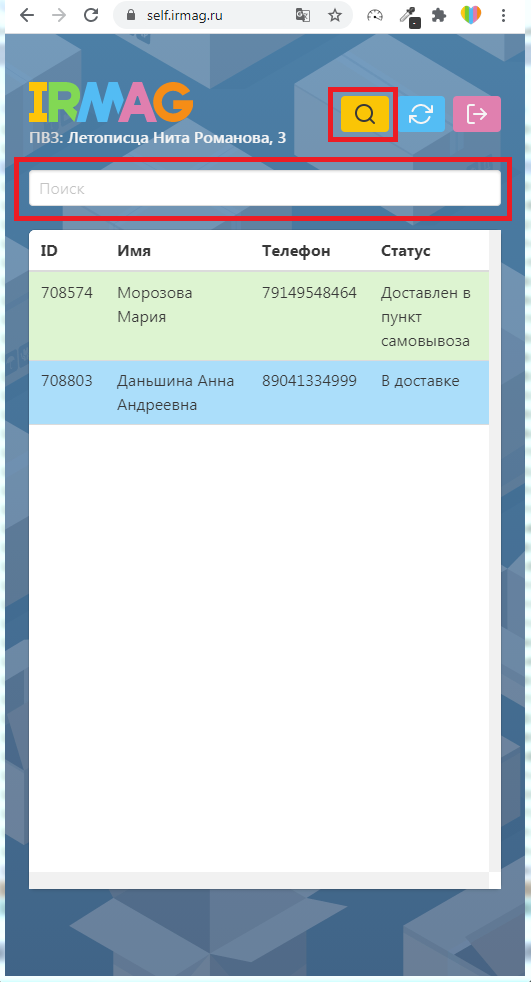 self.irmag.ru
IRMAG
ПВЗ: Летописца Нита Романова, 3
Поиск
ID Имя Телефон Статус
708574 Морозова Мария 79149548464 Доставлен в пункт самовывоза
708803 Даньшина Анна Андреевна 89041334999 В доставке